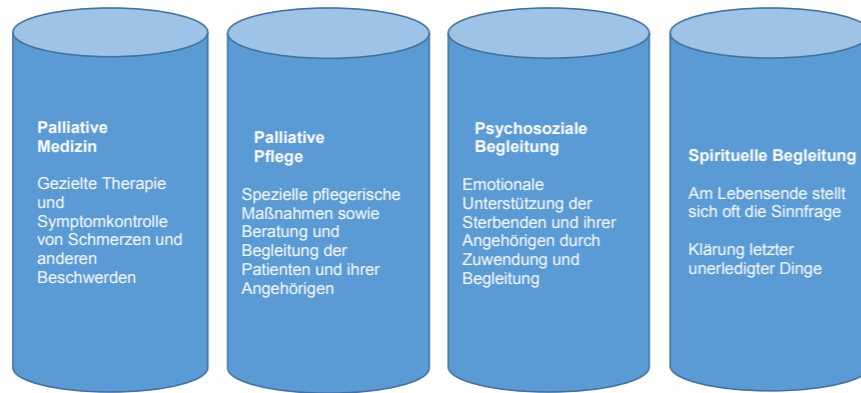 Palliative
Medizin
Gezielte Therapie
und
Symptomkontrolle
von Schmerzen und
anderen
Beschwerden
Palliative
Pflege
Spezielle pflegerische
Maßnahmen sowie
Beratung und
Begleitung der
Patienten und ihrer
Angehörigen
Psychosoziale
Begleitung
Emotionale
Unterstützung der
Sterbenden und ihrer
Angehörigen durch
Zuwendung und
Begleitung
Spirituelle Begleitung
Am Lebensende stellt
sich oft die Sinnfrage
Klärung letzter
unerledigter Dinge